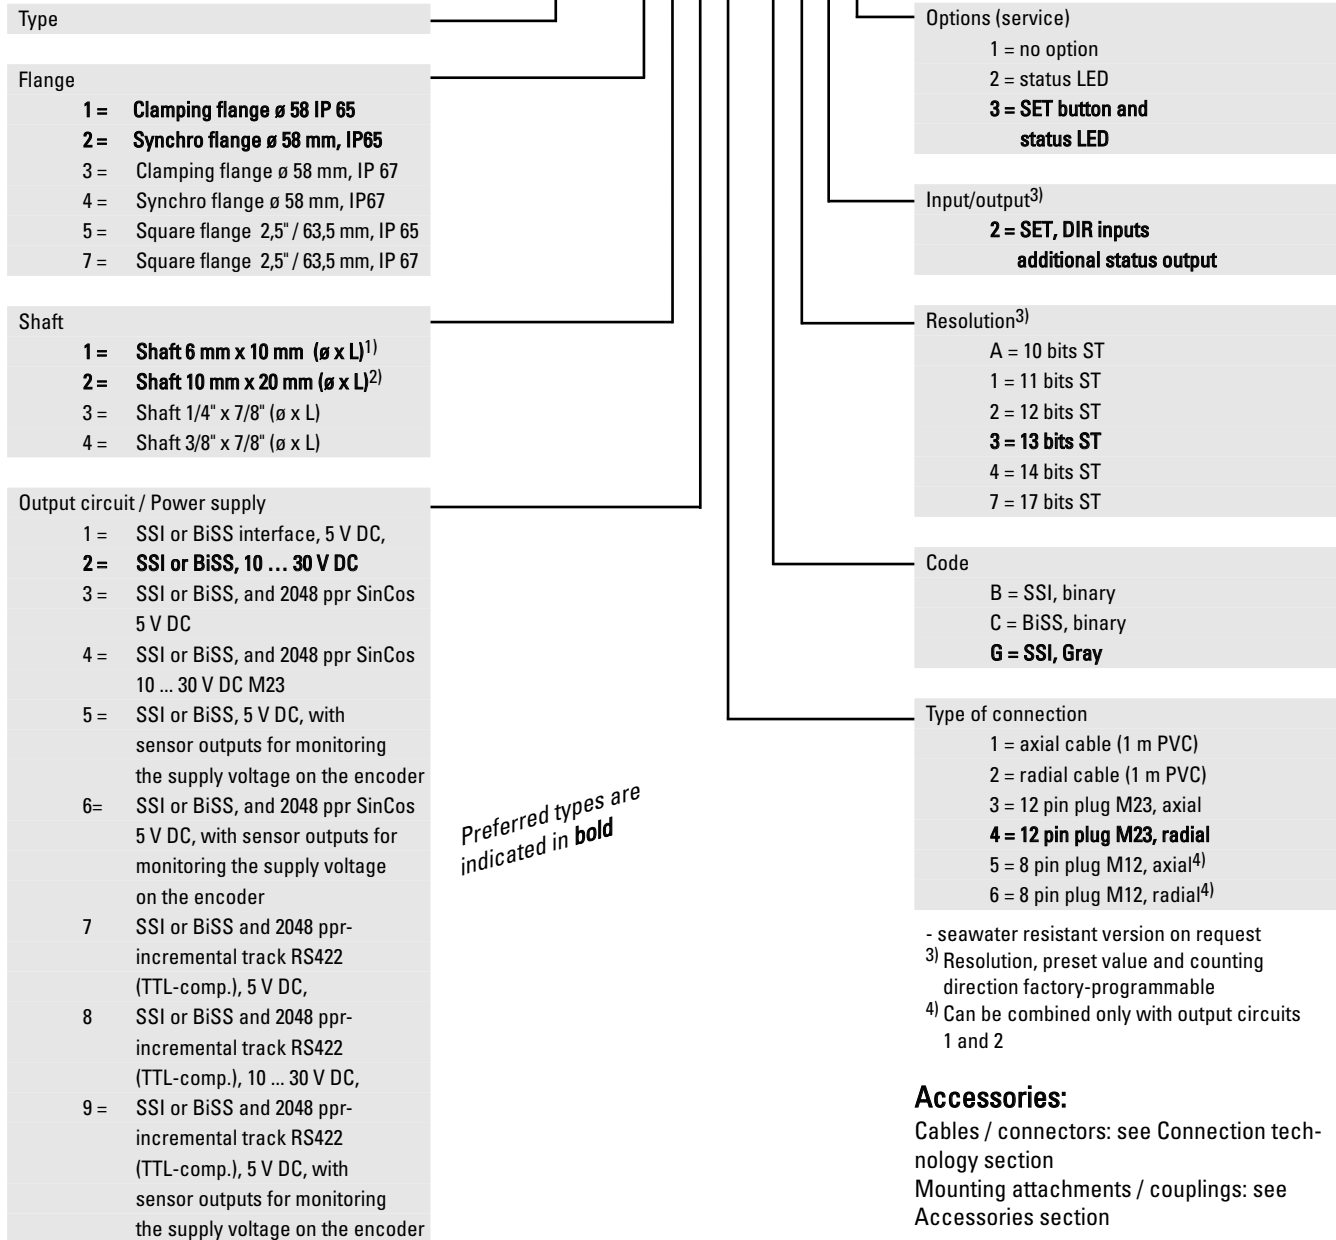 Type
Flange
1 = Clamping flange ø 58 IP 65
2 = Synchro flange ø 58 mm, IP65
3 = Clamping flange ø 58 mm, IP 67
4 = Synchro flange ø 58 mm, IP67
5 = Square flange 2,5" / 63,5 mm, IP 65
7 = Square flange 2,5" / 63,5 mm, IP 67
Shaft
1 = Shaft 6 mm x 10 mm (ø x L)1)
2 = Shaft 10 mm x 20 mm (ø x L)2)
3 = Shaft 1/4" x 7/8" (ø x L)
4 = Shaft 3/8" x 7/8" (ø x L)
Output circuit / Power supply
1 = SSI or BiSS interface, 5 V DC,
2 = SSI or BiSS, 10 … 30 V DC
3 = SSI or BiSS, and 2048 ppr SinCos
5 V DC
4 = SSI or BiSS, and 2048 ppr SinCos
10 ... 30 V DC M23
5 = SSI or BiSS, 5 V DC, with
sensor outputs for monitoring
the supply voltage on the encoder
6= SSI or BiSS, and 2048 ppr SinCos
5 V DC, with sensor outputs for
monitoring the supply voltage
on the encoder
7 SSI or BiSS and 2048 ppr-
incremental track RS422
(TTL-comp.), 5 V DC,
8 SSI or BiSS and 2048 ppr-
incremental track RS422
(TTL-comp.), 10 ... 30 V DC,
9 = SSI or BiSS and 2048 ppr-
incremental track RS422
(TTL-comp.), 5 V DC, with
sensor outputs for monitoring
the supply voltage on the encoder
Preferred types are
indicated in bold
Options (service)
1 = no option
2 = status LED
3 = SET button and
status LED
Input/output3)
2 = SET, DIR inputs
additional status output
Resolution3)
A = 10 bits ST
1 = 11 bits ST
2 = 12 bits ST
3 = 13 bits ST
4 = 14 bits ST
7 = 17 bits ST
Code
B = SSI, binary
C = BiSS, binary
G = SSI, Gray
Type of connection
1 = axial cable (1 m PVC)
2 = radial cable (1 m PVC)
3 = 12 pin plug M23, axial
4 = 12 pin plug M23, radial
5 = 8 pin plug M12, axial4)
6 = 8 pin plug M12, radial4)
- seawater resistant version on request
3) Resolution, preset value and counting
direction factory-programmable
4) Can be combined only with output circuits
1 and 2
Accessories:
Cables / connectors: see Connection tech-
nology section
Mounting attachments / couplings: see
Accessories section